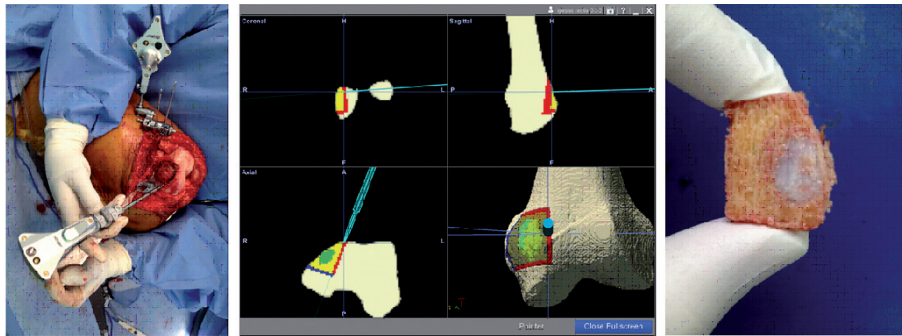 Coronal
H
R
L
F
Sagittal
H
P
A
F
Axial
A
R
L
P
Pointer
Close Fullscreen